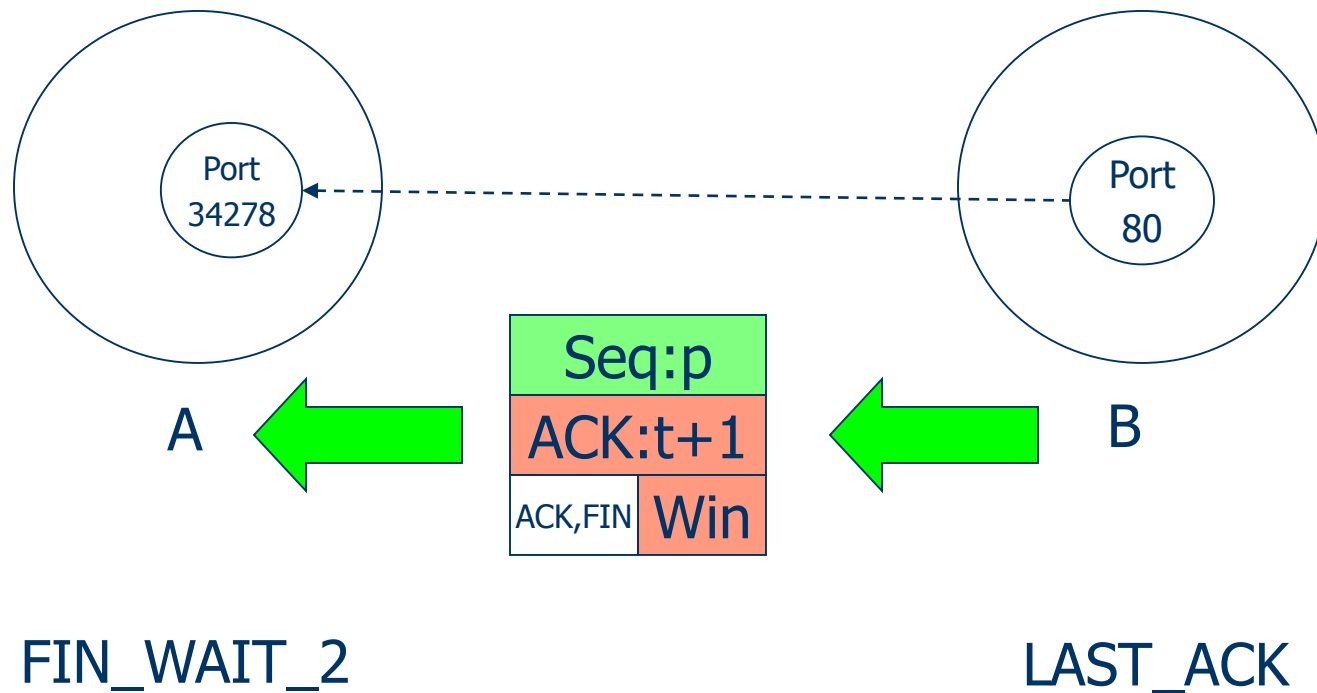 Port
34278
Port
80
Seq:p
A
ACK:t+1
B
ACK,FIN
Win
FIN_WAIT_2
LAST_ACK